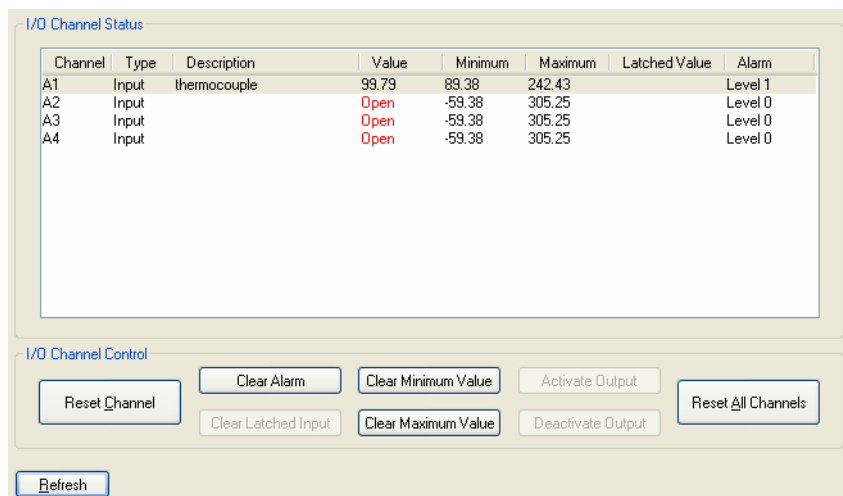 I/O Channel Status
Channel Type Description Value Minimum Maximum Latched Value Alarm
A1 Input thermocouple 99.79 89.38 242.43 Level 1
A2 Input Open -59.38 305.25 Level 0
A3 Input Open -59.38 305.25 Level 0
A4 Input Open -59.38 305.25 Level 0
I/O Channel Control
Reset Channel
Clear Alarm
Clear Minimum Value
Activate Output
Reset All Channels
Clear Latched Input
Clear Maximum Value
Deactivate Output
Refresh